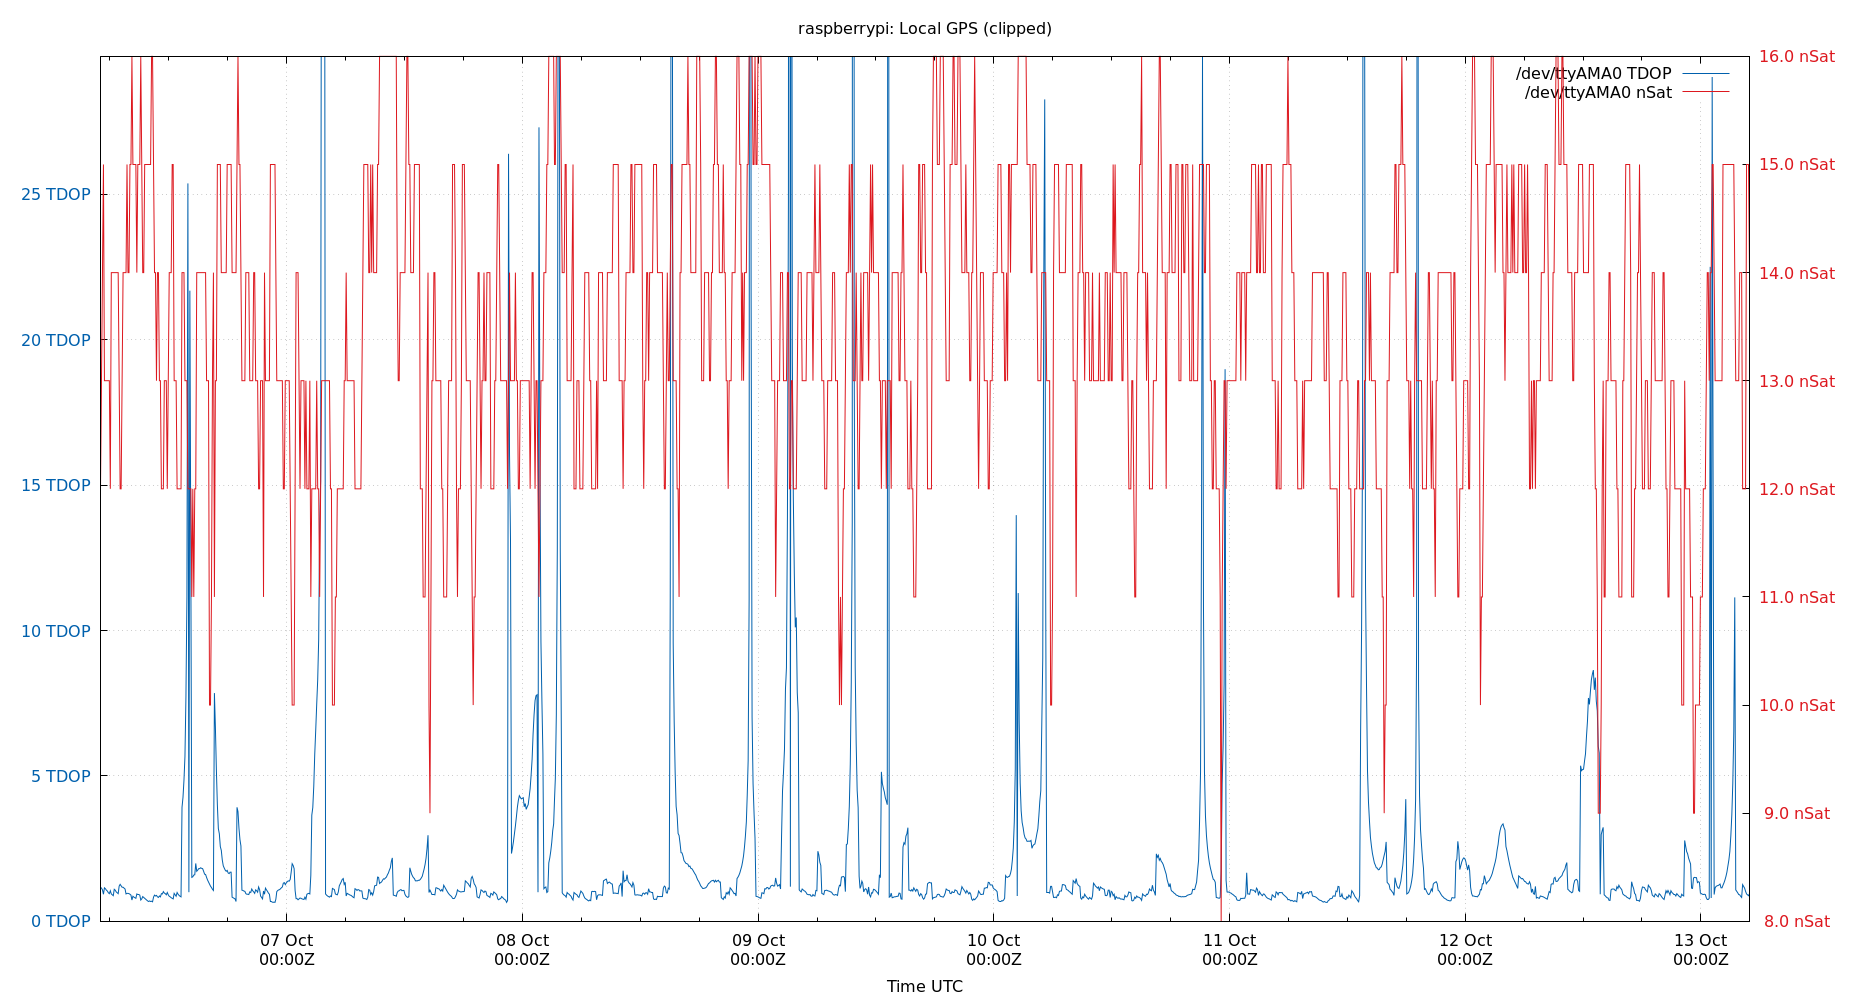 raspberrypi: Local GPS (clipped)
/dev/ttyAMA0 TDOP
/dev/ttyAMA0 nSat
25 TDOP
20 TDOP
15 TDOP
10 TDOP
5 TDOP
0 TDOP
16.0 nSat
15.0 nSat
14.0 nSat
13.0 nSat
12.0 nSat
11.0 nSat
10.0 nSat
9.0 nSat
8.0 nSat
07 Oct
00:00Z
08 Oct
00:00Z
09 Oct
00:00Z
10 Oct
00:00Z
11 Oct
00:00Z
12 Oct
00:00Z
13 Oct
00:00Z
Time UTC